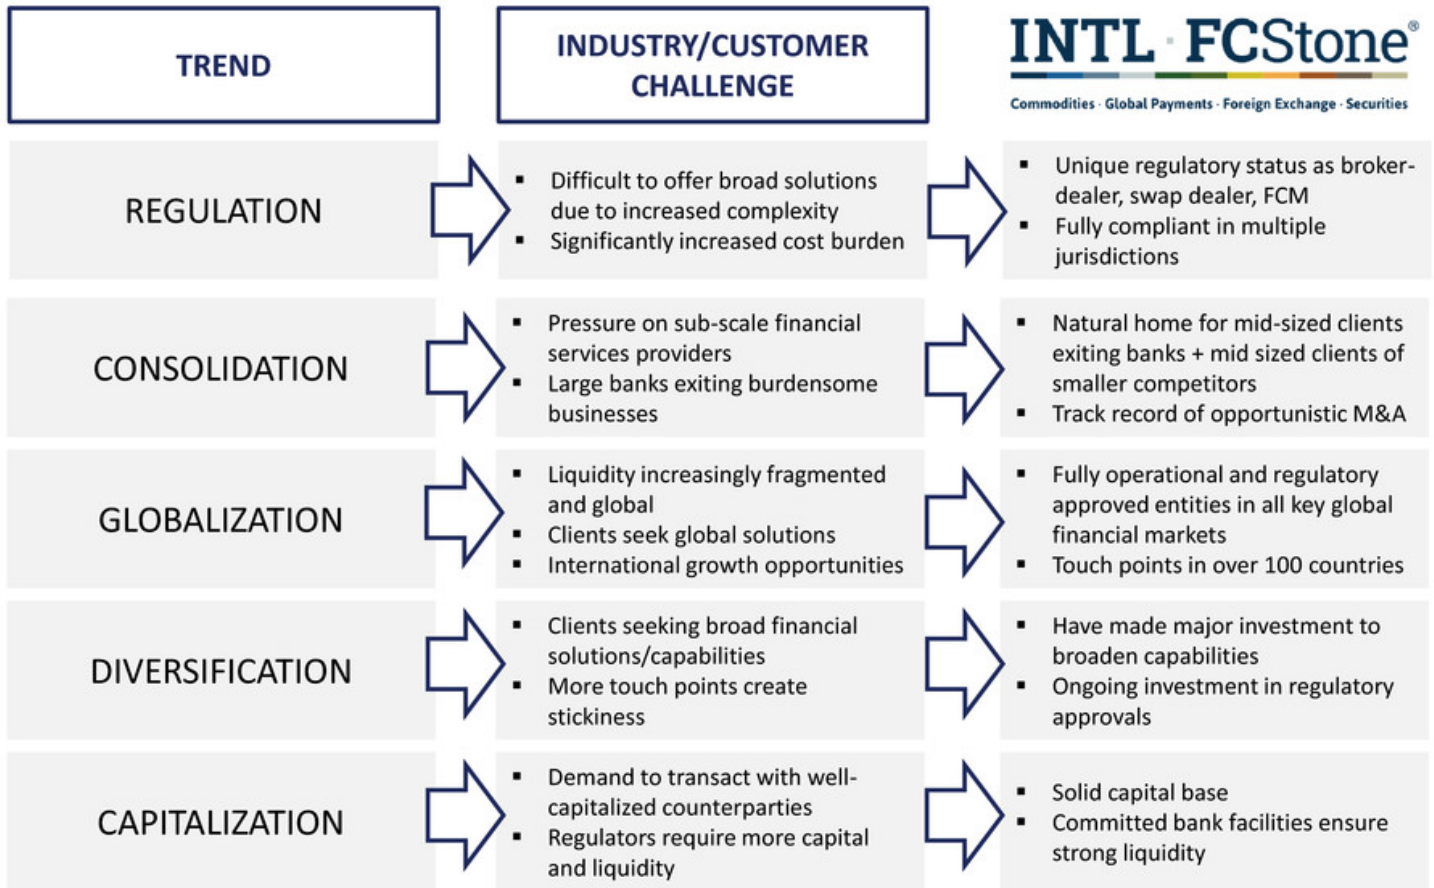 TREND
INDUSTRY/CUSTOMER
CHALLENGE
INTL FCStone®
Commodities · Global Payments · Foreign Exchange · Securities
REGULATION
▪ Difficult to offer broad solutions
due to increased complexity
▪ Significantly increased cost burden
▪ Unique regulatory status as broker-
dealer, swap dealer, FCM
▪ Fully compliant in multiple
jurisdictions
CONSOLIDATION
▪ Pressure on sub-scale financial
services providers
▪ Large banks exiting burdensome
businesses
▪ Natural home for mid-sized clients
exiting banks + mid sized clients of
smaller competitors
▪ Track record of opportunistic M&A
GLOBALIZATION
▪ Liquidity increasingly fragmented
and global
▪ Clients seek global solutions
▪ International growth opportunities
▪ Fully operational and regulatory
approved entities in all key global
financial markets
▪ Touch points in over 100 countries
DIVERSIFICATION
▪ Clients seeking broad financial
solutions/capabilities
▪ More touch points create
stickiness
▪ Have made major investment to
broaden capabilities
▪ Ongoing investment in regulatory
approvals
CAPITALIZATION
▪ Demand to transact with well-
capitalized counterparties
▪ Regulators require more capital
and liquidity
▪ Solid capital base
▪ Committed bank facilities ensure
strong liquidity